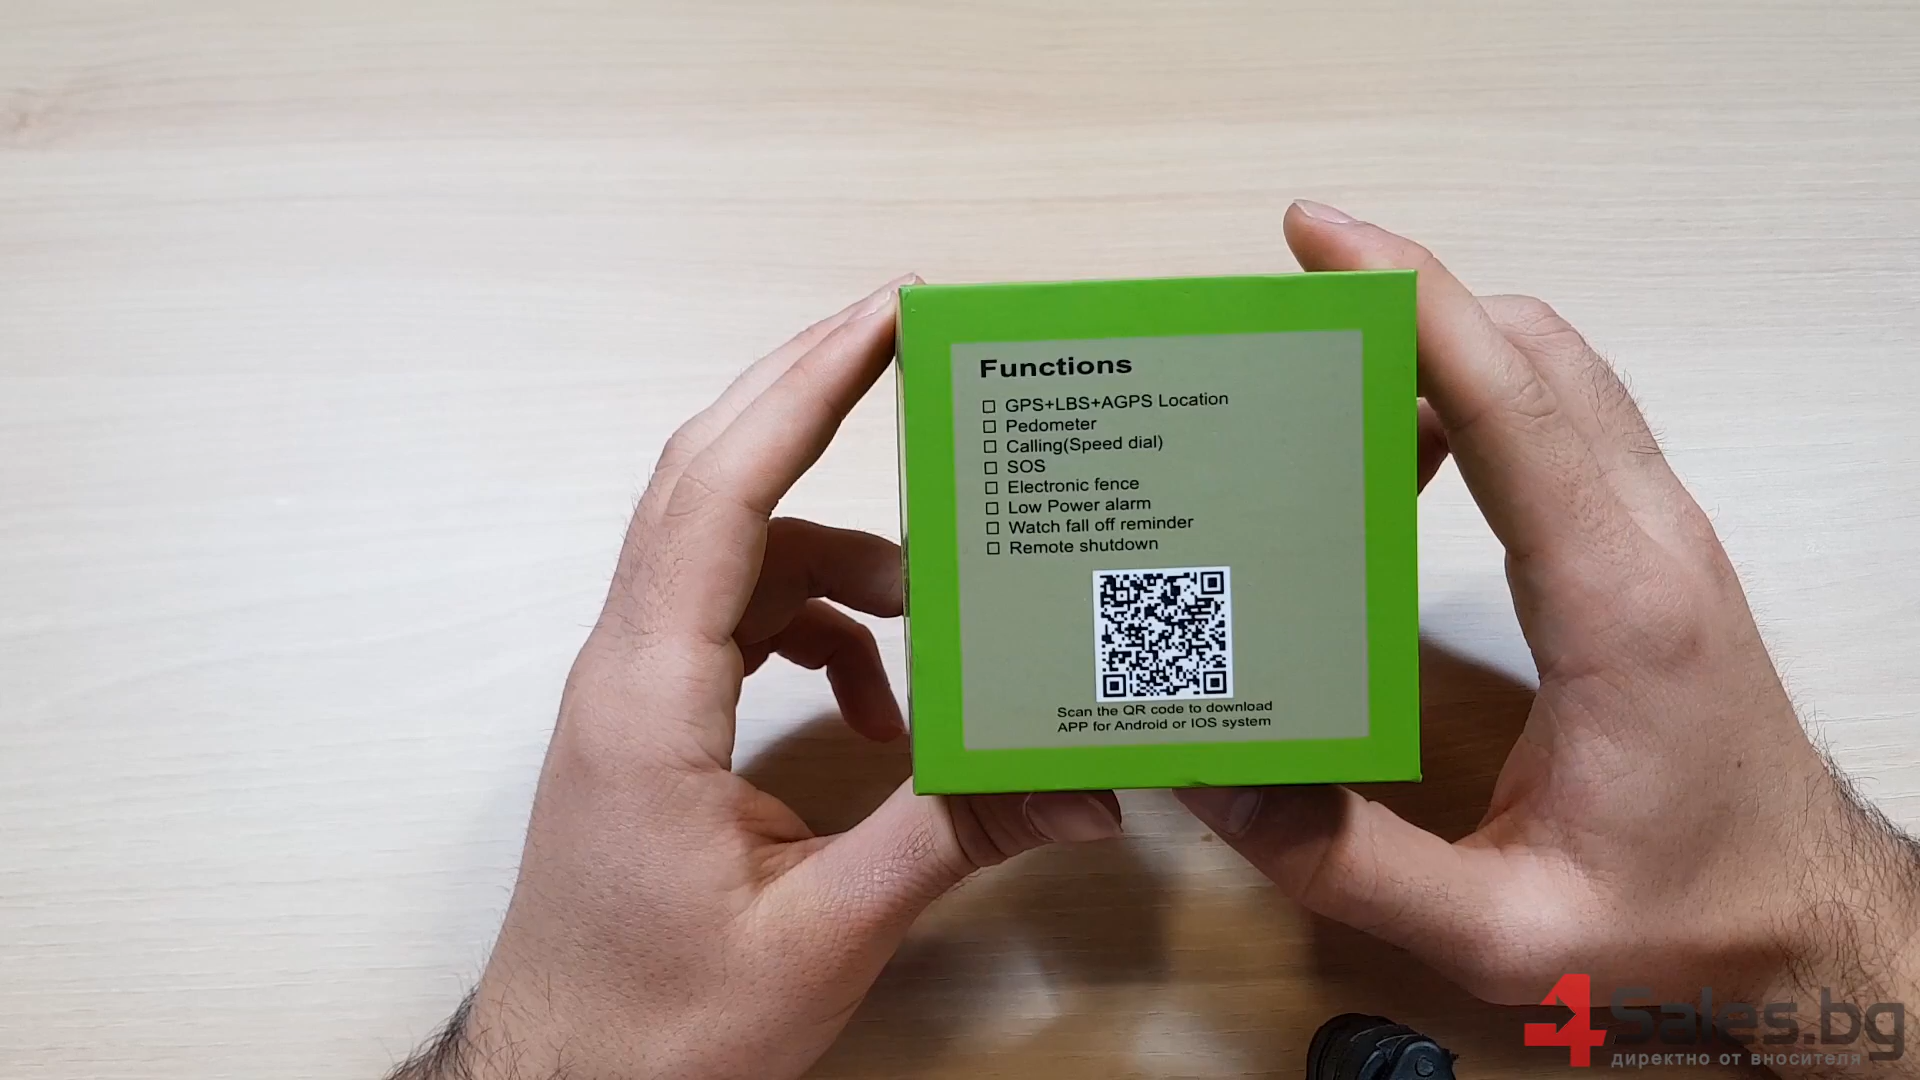 Functions
☐ GPS+LBS+AGPS Location
☐ Pedometer
☐ Calling(Speed dial)
☐ SOS
☐ Electronic fence
☐ Low Power alarm
☐ Watch fall off reminder
☐ Remote shutdown
Scan the QR code to download
APP for Android or IOS system
4Sales.bg
директно от вносителя